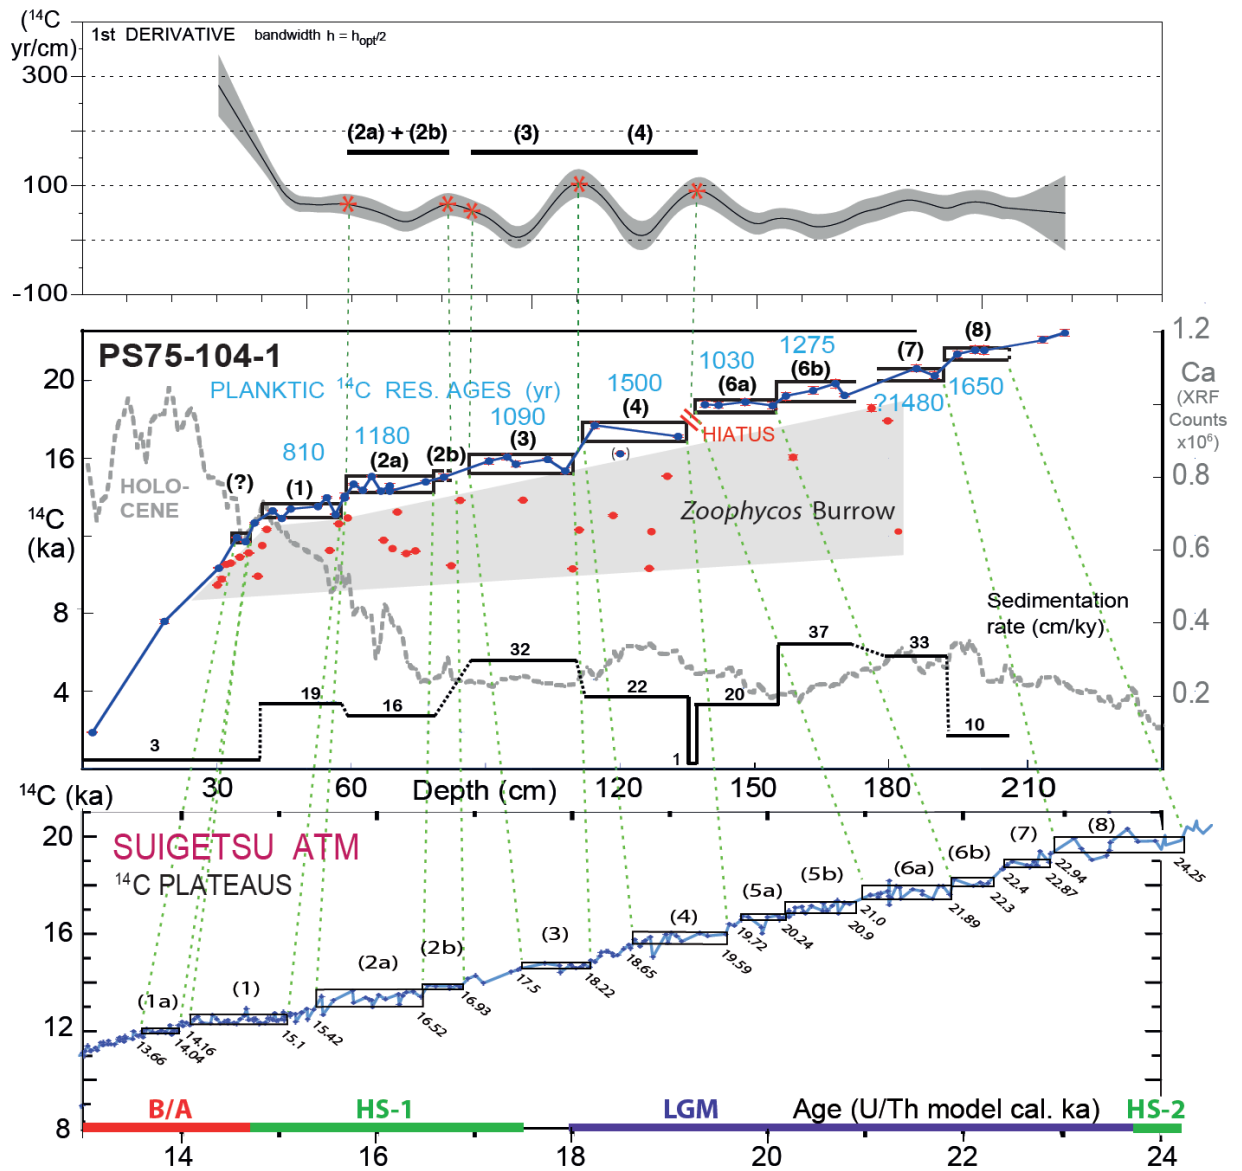 (¹⁴C
yr/cm)
1st DERIVATIVE bandwidth h = hopt/2
300
100
-100
(2a) + (2b)
(3)
(4)
PS75-104-1
PLANKTIC ¹⁴C RES. AGES (yr)
20
16
¹⁴C
(ka)
8
4
HOLO-
CENE
(?)
810
(1)
1180
(2a)
(2b)
1090
(3)
1500
(4)
(-)
HIATUS
1030
(6a)
1275
(6b)
(7)
21480
(8)
1650
Zoophycos Burrow
Sedimentation
rate (cm/ky)
3
19
16
32
22
1
20
37
33
10
1.2
Ca
(XRF
Counts
x10⁶)
0.8
0.6
0.4
0.2
30
60
Depth (cm)
120
150
180
210
¹⁴C (ka)
20
16
12
8
SUIGETSU ATM
¹⁴C PLATEAUS
(1a)
(1)
(2a)
(2b)
(3)
(4)
(5a)
(5b)
(6a)
(6b)
(7)
(8)
13.66
14.04
14.16
15.1
15.42
16.52
16.93
17.5
18.22
18.65
19.59
19.72
20.24
20.9
21.0
21.89
22.3
22.4
22.87
22.94
24.25
B/A
HS-1
LGM
Age (U/Th model cal. ka)
HS-2
14
16
18
20
22
24